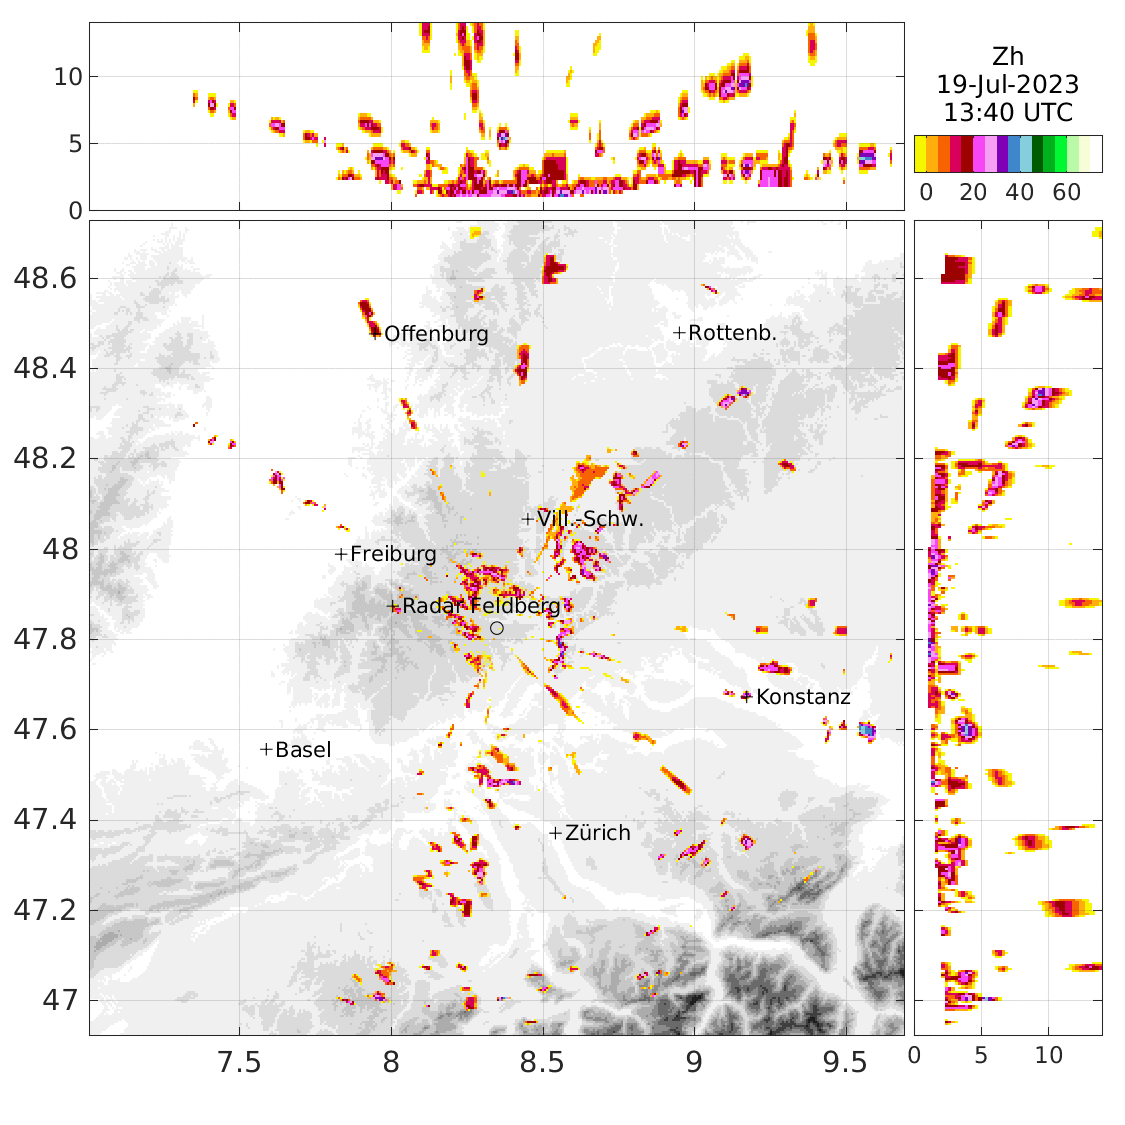 Zh
19-Jul-2023
13:40 UTC
0 20 40 60
10
5
0
48.6
48.4
48.2
48
47.8
47.6
47.4
47.2
47
Offenburg
Rottenb.
Vill.-Schw.
Freiburg
Radar Feldberg
Konstanz
Basel
Zürich
7.5 8 8.5 9 9.5
0 5 10